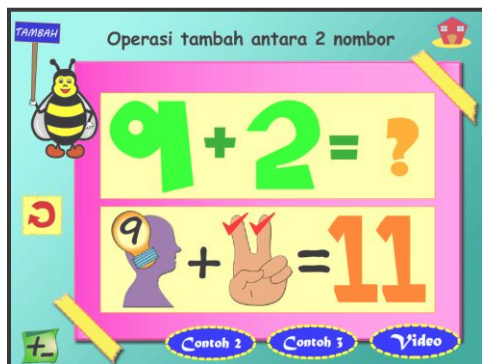 TAMBAH
Operasi tambah antara 2 nombor
9+2=?
9 + =11
Contoh 2
Contoh 3
Video
+-